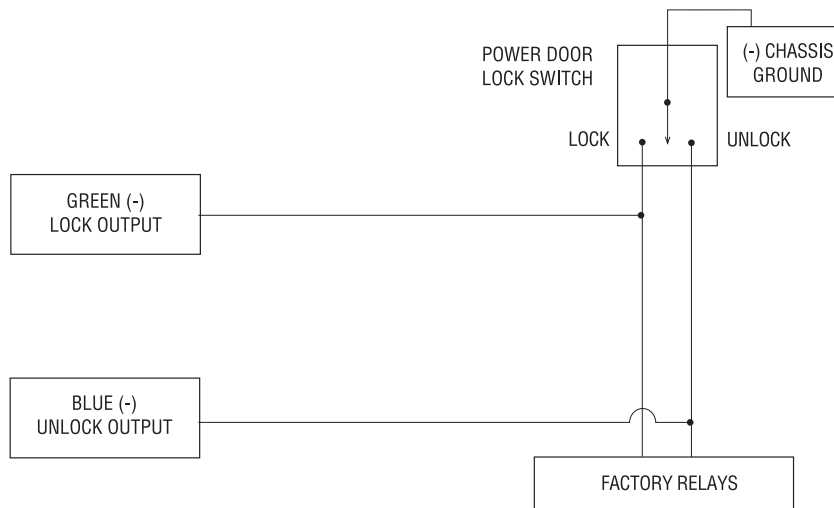 POWER DOOR
LOCK SWITCH
(-) CHASSIS
GROUND
LOCK
UNLOCK
GREEN (-)
LOCK OUTPUT
BLUE (-)
UNLOCK OUTPUT
FACTORY RELAYS